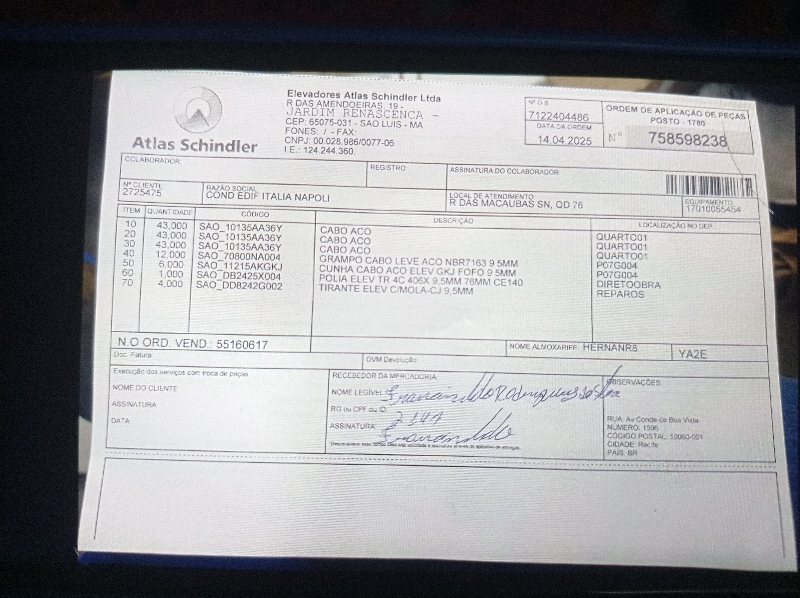 Atlas Schindler
Elevadores Atlas Schindler Ltda
R DAS AMENDOEIRAS, 19 -
JARDIM RENASCENCA -
CEP: 65075-031 - SAO LUIS - MA
FONES: / - FAX:
CNPJ: 00.028.986/0077-06
I.E.: 124.244.360.
Nº O.S.
7122404486
DATA DA ORDEM
14.04.2025
ORDEM DE APLICAÇÃO DE PEÇAS
POSTO - 1780
Nº 758598238
COLABORADOR: REGISTRO: ASSINATURA DO COLABORADOR
Nº CLIENTE: RAZÃO SOCIAL LOCAL DE ATENDIMENTO EQUIPAMENTO:
2725475 COND EDIF ITALIA NAPOLI R DAS MACAUBAS SN, QD 76 17010055484
ITEM QUANTIDADE CÓDIGO DESCRIÇÃO LOCALIZAÇÃO NO DEP.
10 43,000 SAO_10135AA36Y CABO ACO QUARTO01
20 43,000 SAO_10135AA36Y CABO ACO QUARTO01
30 43,000 SAO_10135AA36Y CABO ACO QUARTO01
40 12,000 SAO_70800NA004 GRAMPO CABO LEVE ACO NBR7163 9 5MM P07G004
50 6,000 SAO_11215AKGKJ CUNHA CABO ACO ELEV GKJ FOFO 9 5MM P07G004
60 1,000 SAO_DB2425X004 POLIA ELEV TR 4C 406X 9,5MM 76MM CE140 DIRETOOBRA
70 4,000 SAO_DD8242G002 TIRANTE ELEV C/MOLA-CJ 9,5MM REPAROS
N.O ORD. VEND.: 55160617 NOME ALMOXARIFE: HERNANR8 YA2E
Doc. Fatura: OVM Devolução:
Execução dos serviços com troca de peças
NOME DO CLIENTE
ASSINATURA:
DATA:
RECEBEDOR DA MERCADORIA:
NOME LEGÍVEL:
RG ou CPF ou ID:
ASSINATURA:
OBSERVAÇÕES:
RUA: Av Conde da Boa Vista
NÚMERO: 1596
CÓDIGO POSTAL: 50060-001
CIDADE: Recife
PAÍS: BR